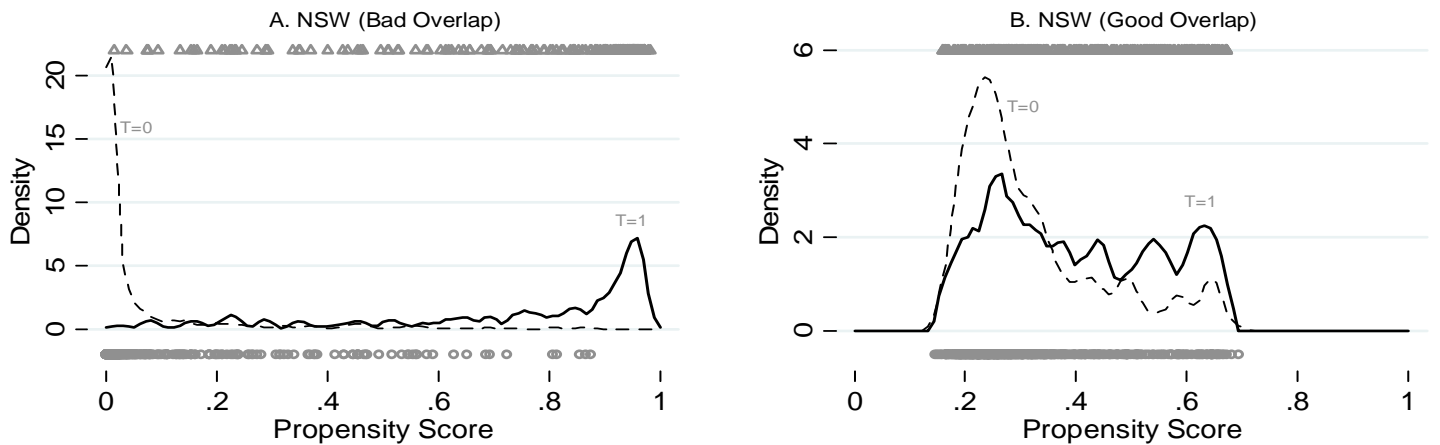 A. NSW (Bad Overlap)
20
15
10
5
0
Density
T=0
T=1
0 .2 .4 .6 .8 1
Propensity Score
B. NSW (Good Overlap)
6
4
2
0
Density
T=0
T=1
0 .2 .4 .6 .8 1
Propensity Score